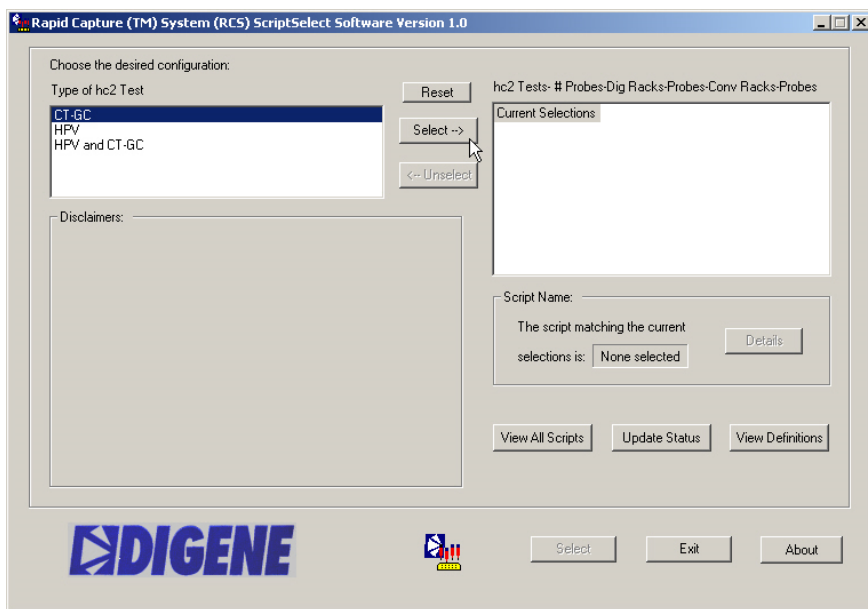 Rapid Capture (TM) System (RCS) ScriptSelect Software Version 1.0
Choose the desired configuration:
Type of hc2 Test
CT-GC
HPV
HPV and CT-GC
Reset
Select -->
<-- Unselect
hc2 Tests- # Probes-Dig Racks-Probes-Conv Racks-Probes
Current Selections
Disclaimers:
Script Name:
The script matching the current
selections is: None selected
Details
View All Scripts
Update Status
View Definitions
DIGENE
Select
Exit
About